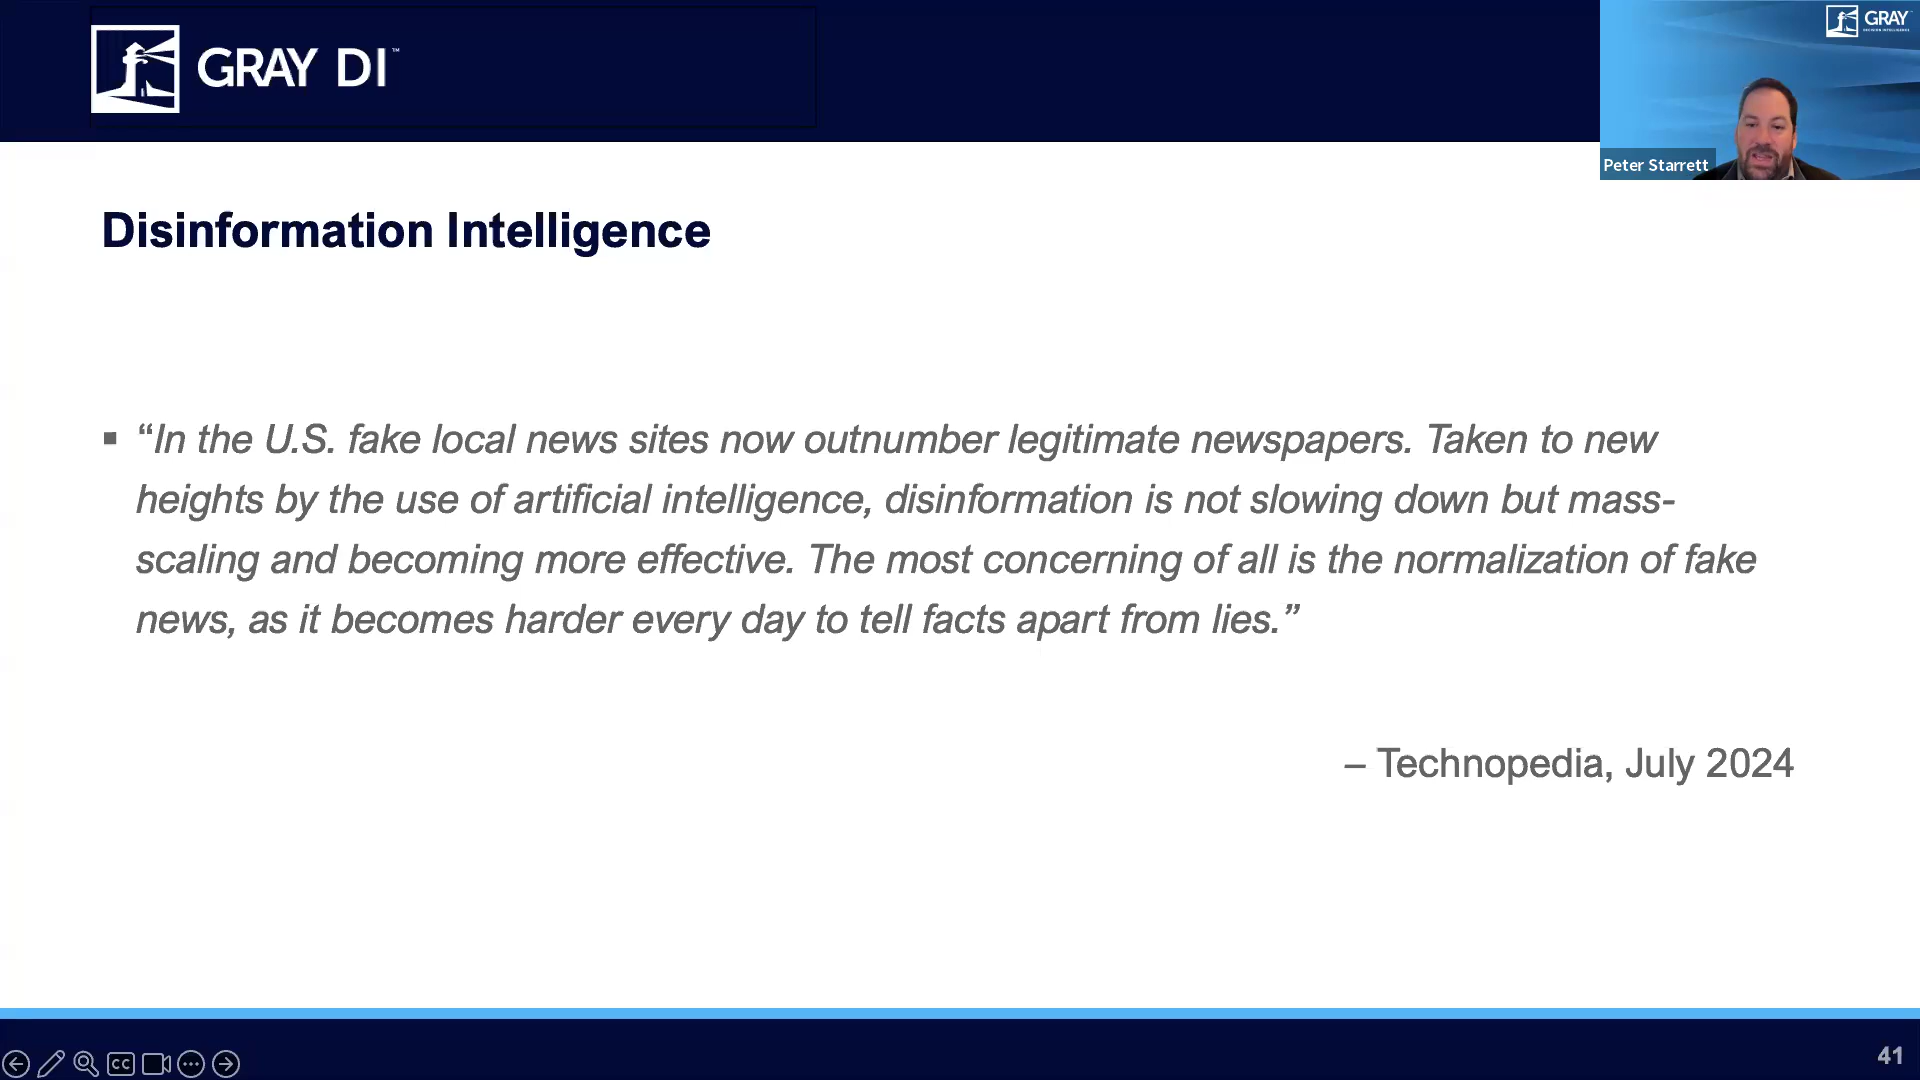 GRAY DI™
GRAY
Peter Starrett
Disinformation Intelligence
▪ “In the U.S. fake local news sites now outnumber legitimate newspapers. Taken to new
heights by the use of artificial intelligence, disinformation is not slowing down but mass-
scaling and becoming more effective. The most concerning of all is the normalization of fake
news, as it becomes harder every day to tell facts apart from lies.”
– Technopedia, July 2024
CC
41